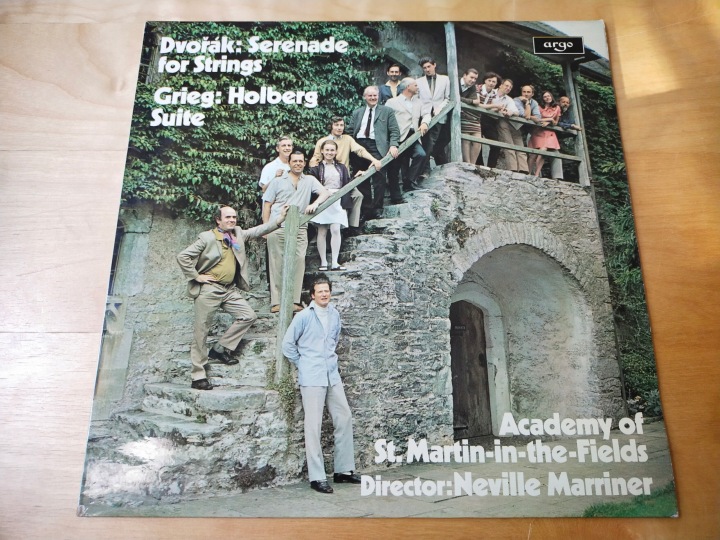 Dvořák: Serenade
for Strings
Grieg: Holberg
Suite
argo
Academy of
St. Martin-in-the-Fields
Director: Neville Marriner